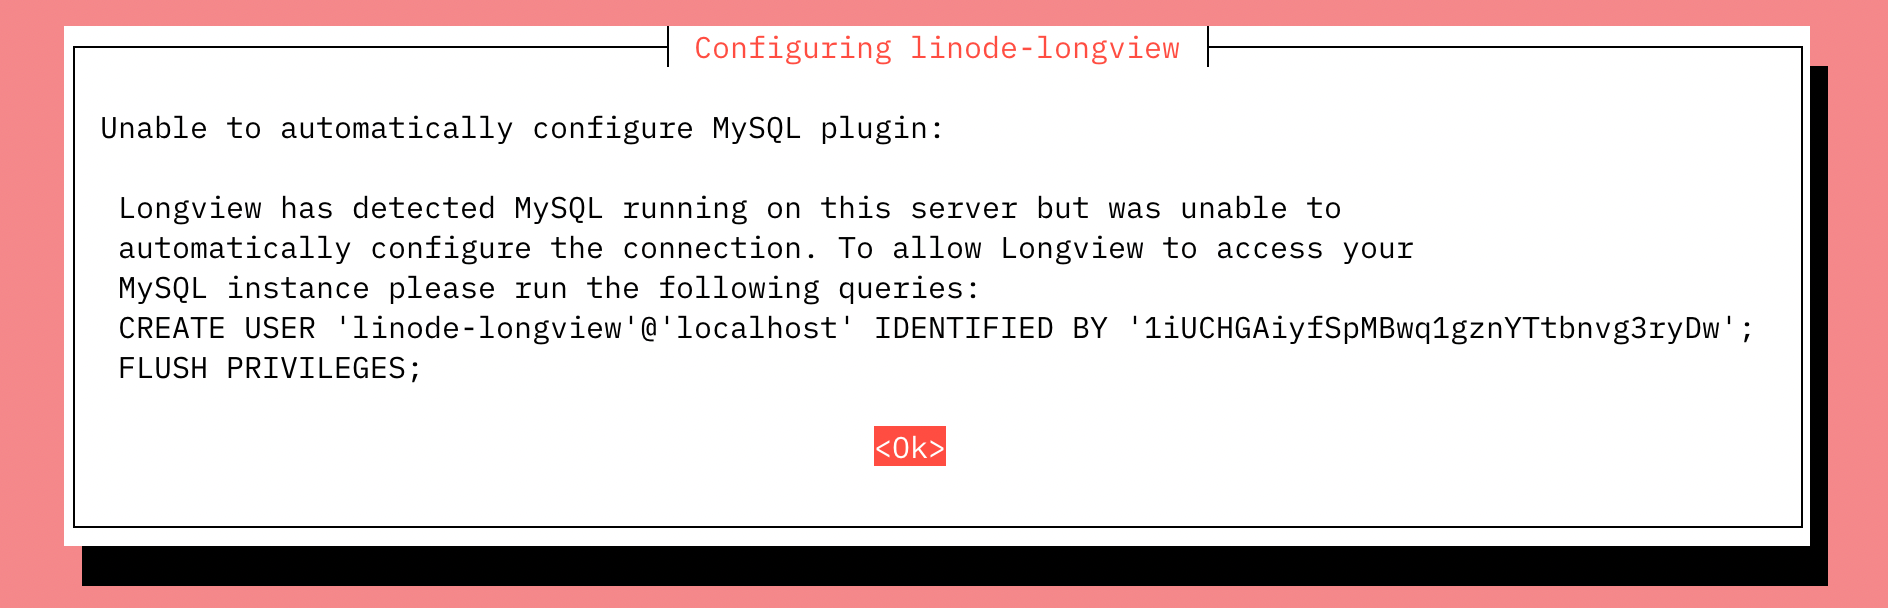 Configuring linode-longview
Unable to automatically configure MySQL plugin:
Longview has detected MySQL running on this server but was unable to
automatically configure the connection. To allow Longview to access your
MySQL instance please run the following queries:
CREATE USER 'linode-longview'@'localhost' IDENTIFIED BY '1iUCHGAiyfSpMBwq1gznYTtbnvg3ryDw';
FLUSH PRIVILEGES;
<Ok>